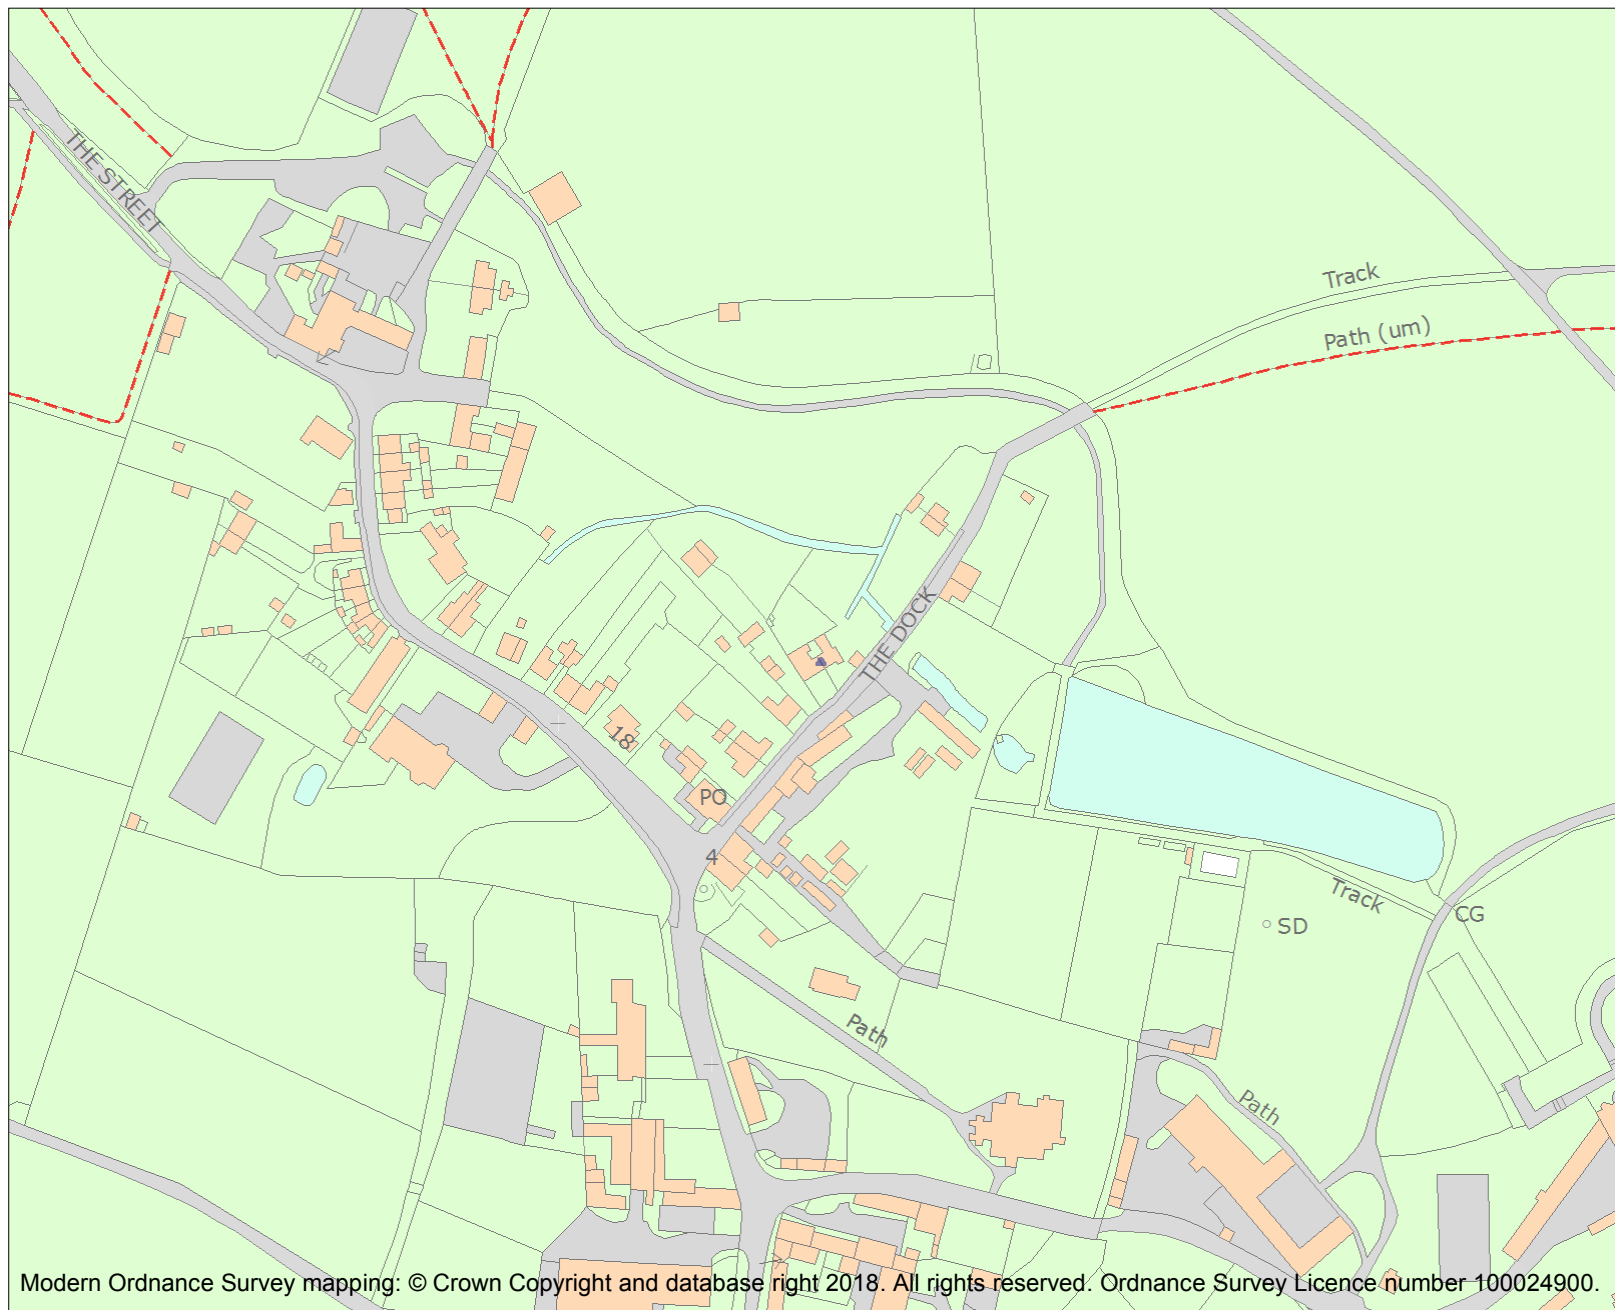 THE STREET
Track
Path (um)
THE DOCK
18
PO
4
Track
CG
SD
Path
Path
Modern Ordnance Survey mapping: © Crown Copyright and database right 2018. All rights reserved. Ordnance Survey Licence number 100024900.